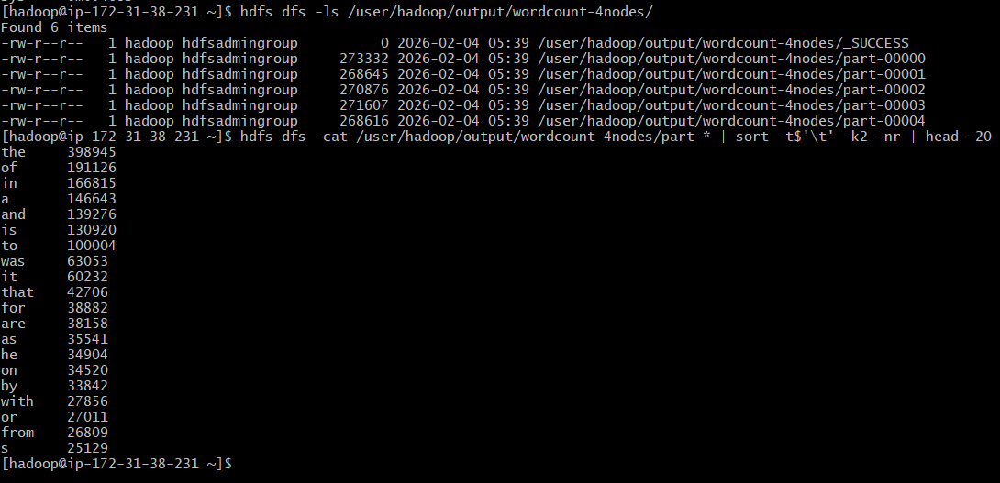 [hadoop@ip-172-31-38-231 ~]$ hdfs dfs -ls /user/hadoop/output/wordcount-4nodes/
Found 6 items
-rw-r--r--   1 hadoop hdfsadmingroup          0 2026-02-04 05:39 /user/hadoop/output/wordcount-4nodes/_SUCCESS
-rw-r--r--   1 hadoop hdfsadmingroup     273332 2026-02-04 05:39 /user/hadoop/output/wordcount-4nodes/part-00000
-rw-r--r--   1 hadoop hdfsadmingroup     268645 2026-02-04 05:39 /user/hadoop/output/wordcount-4nodes/part-00001
-rw-r--r--   1 hadoop hdfsadmingroup     270876 2026-02-04 05:39 /user/hadoop/output/wordcount-4nodes/part-00002
-rw-r--r--   1 hadoop hdfsadmingroup     271607 2026-02-04 05:39 /user/hadoop/output/wordcount-4nodes/part-00003
-rw-r--r--   1 hadoop hdfsadmingroup     268616 2026-02-04 05:39 /user/hadoop/output/wordcount-4nodes/part-00004
[hadoop@ip-172-31-38-231 ~]$ hdfs dfs -cat /user/hadoop/output/wordcount-4nodes/part-* | sort -t$'\t' -k2 -nr | head -20
the     398945
of      191126
in      166815
a       146643
and     139276
is      130920
to      100004
was     63053
it      60232
that    42706
for     38882
are     38158
as      35541
he      34904
on      34520
by      33842
with    27856
or      27011
from    26809
s       25129
[hadoop@ip-172-31-38-231 ~]$